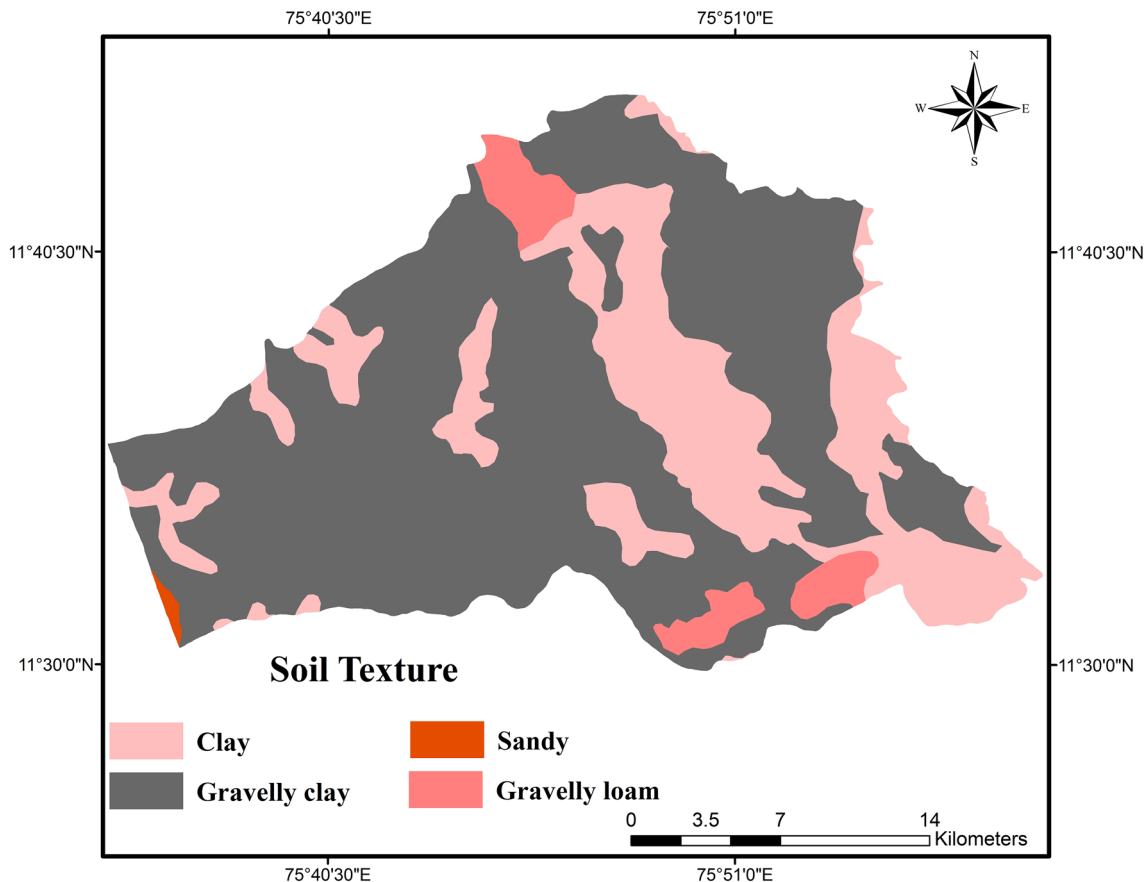 75°40'30"E 75°51'0"E
N
W E
S
11°40'30"N 11°40'30"N
11°30'0"N 11°30'0"N
Soil Texture
Clay Sandy
Gravelly clay Gravelly loam
0 3.5 7 14
Kilometers
75°40'30"E 75°51'0"E